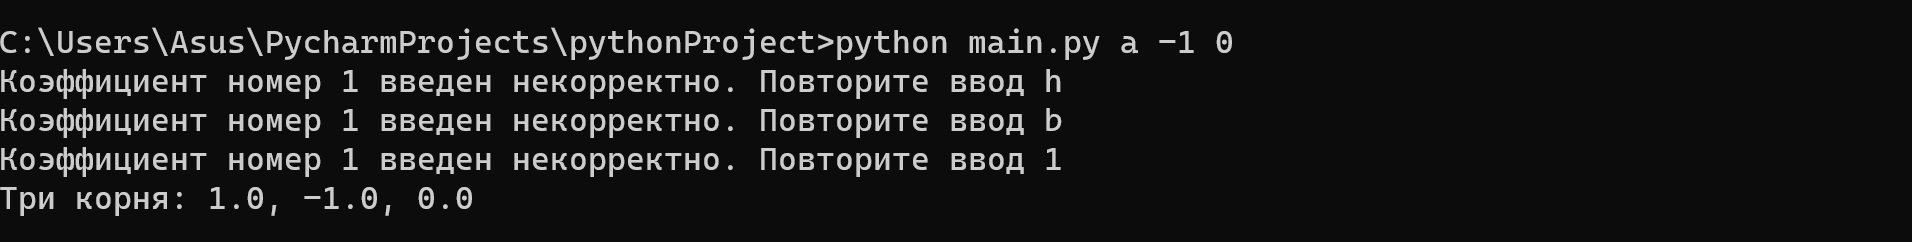 C:\Users\Asus\PycharmProjects\pythonProject>python main.py a -1 0
Коэффициент номер 1 введен некорректно. Повторите ввод h
Коэффициент номер 1 введен некорректно. Повторите ввод b
Коэффициент номер 1 введен некорректно. Повторите ввод 1
Три корня: 1.0, -1.0, 0.0